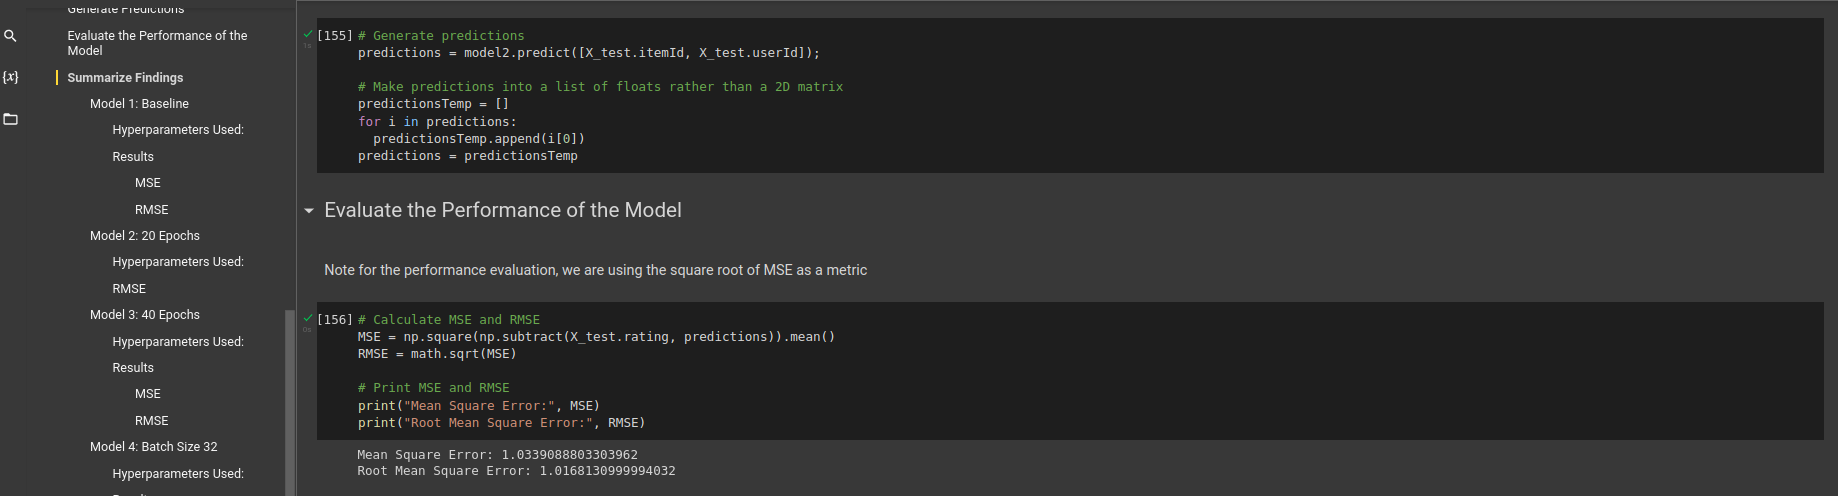 Generate Predictions
Evaluate the Performance of the
Model
Summarize Findings
Model 1: Baseline
Hyperparameters Used:
Results
MSE
RMSE
Model 2: 20 Epochs
Hyperparameters Used:
RMSE
Model 3: 40 Epochs
Hyperparameters Used:
Results
MSE
RMSE
Model 4: Batch Size 32
Hyperparameters Used:
{x}
1s
[155] # Generate predictions
predictions = model2.predict([X_test.itemId, X_test.userId]);
# Make predictions into a list of floats rather than a 2D matrix
predictionsTemp = []
for i in predictions:
predictionsTemp.append(i[0])
predictions = predictionsTemp
Evaluate the Performance of the Model
Note for the performance evaluation, we are using the square root of MSE as a metric
0s
[156] # Calculate MSE and RMSE
MSE = np.square(np.subtract(X_test.rating, predictions)).mean()
RMSE = math.sqrt(MSE)
# Print MSE and RMSE
print("Mean Square Error:", MSE)
print("Root Mean Square Error:", RMSE)
Mean Square Error: 1.0339088803303962
Root Mean Square Error: 1.0168130999994032